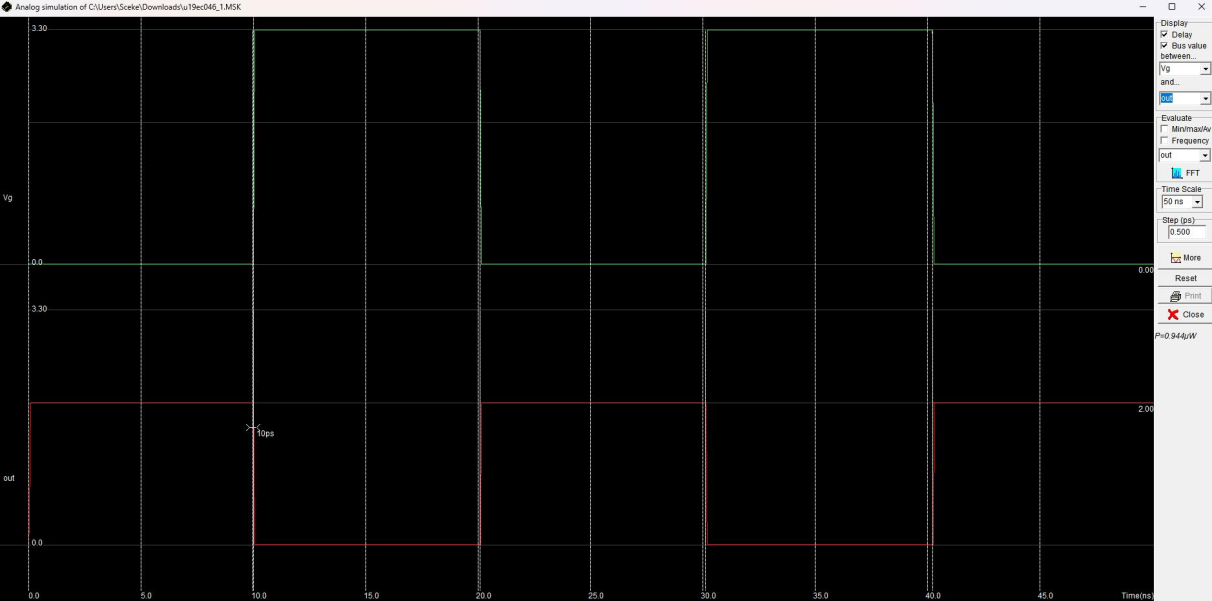 Analog simulation of C:\Users\Sceke\Downloads\u19ec046_1.MSK
3.30
Vg
0.0
0.00
3.30
2.00
10ps
out
0.0
0.0 5.0 10.0 15.0 20.0 25.0 30.0 35.0 40.0 45.0 Time(ns)
Display
Delay
Bus value
between...
Vg
and...
out
Evaluate
Min/max/Av
Frequency
out
FFT
Time Scale
50 ns
Step (ps)
0.500
More
Reset
Print
Close
P=0.944µW